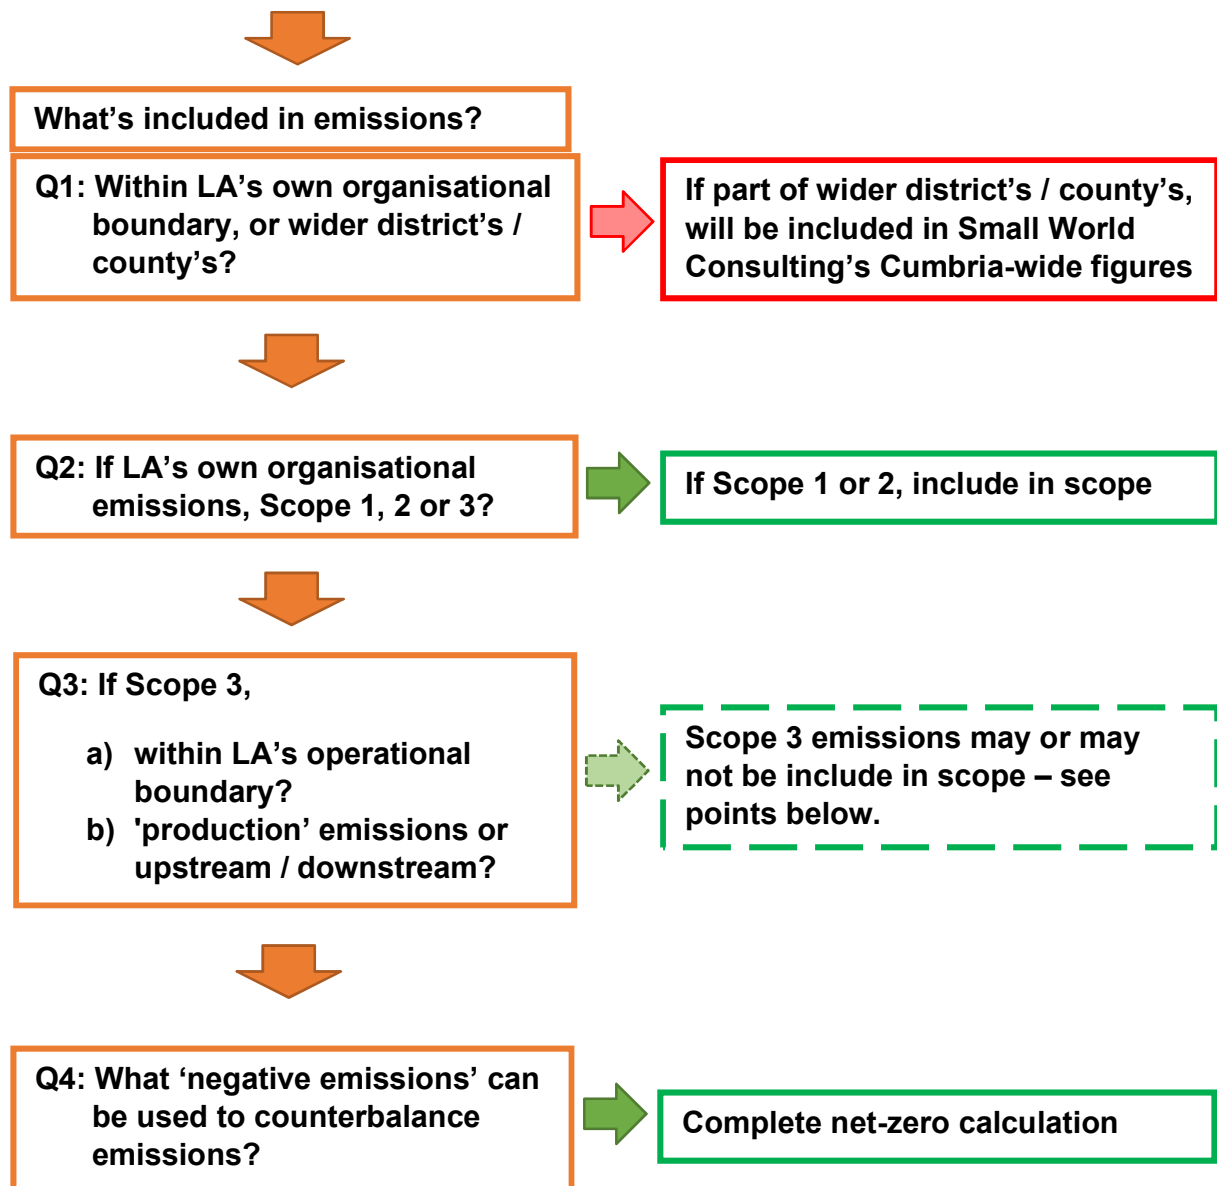 What’s included in emissions?
Q1: Within LA’s own organisational
boundary, or wider district’s /
county’s?
If part of wider district’s / county’s,
will be included in Small World
Consulting’s Cumbria-wide figures
Q2: If LA’s own organisational
emissions, Scope 1, 2 or 3?
If Scope 1 or 2, include in scope
Q3: If Scope 3,
a) within LA’s operational
boundary?
b) 'production’ emissions or
upstream / downstream?
Scope 3 emissions may or may
not be include in scope – see
points below.
Q4: What ‘negative emissions’ can
be used to counterbalance
emissions?
Complete net-zero calculation